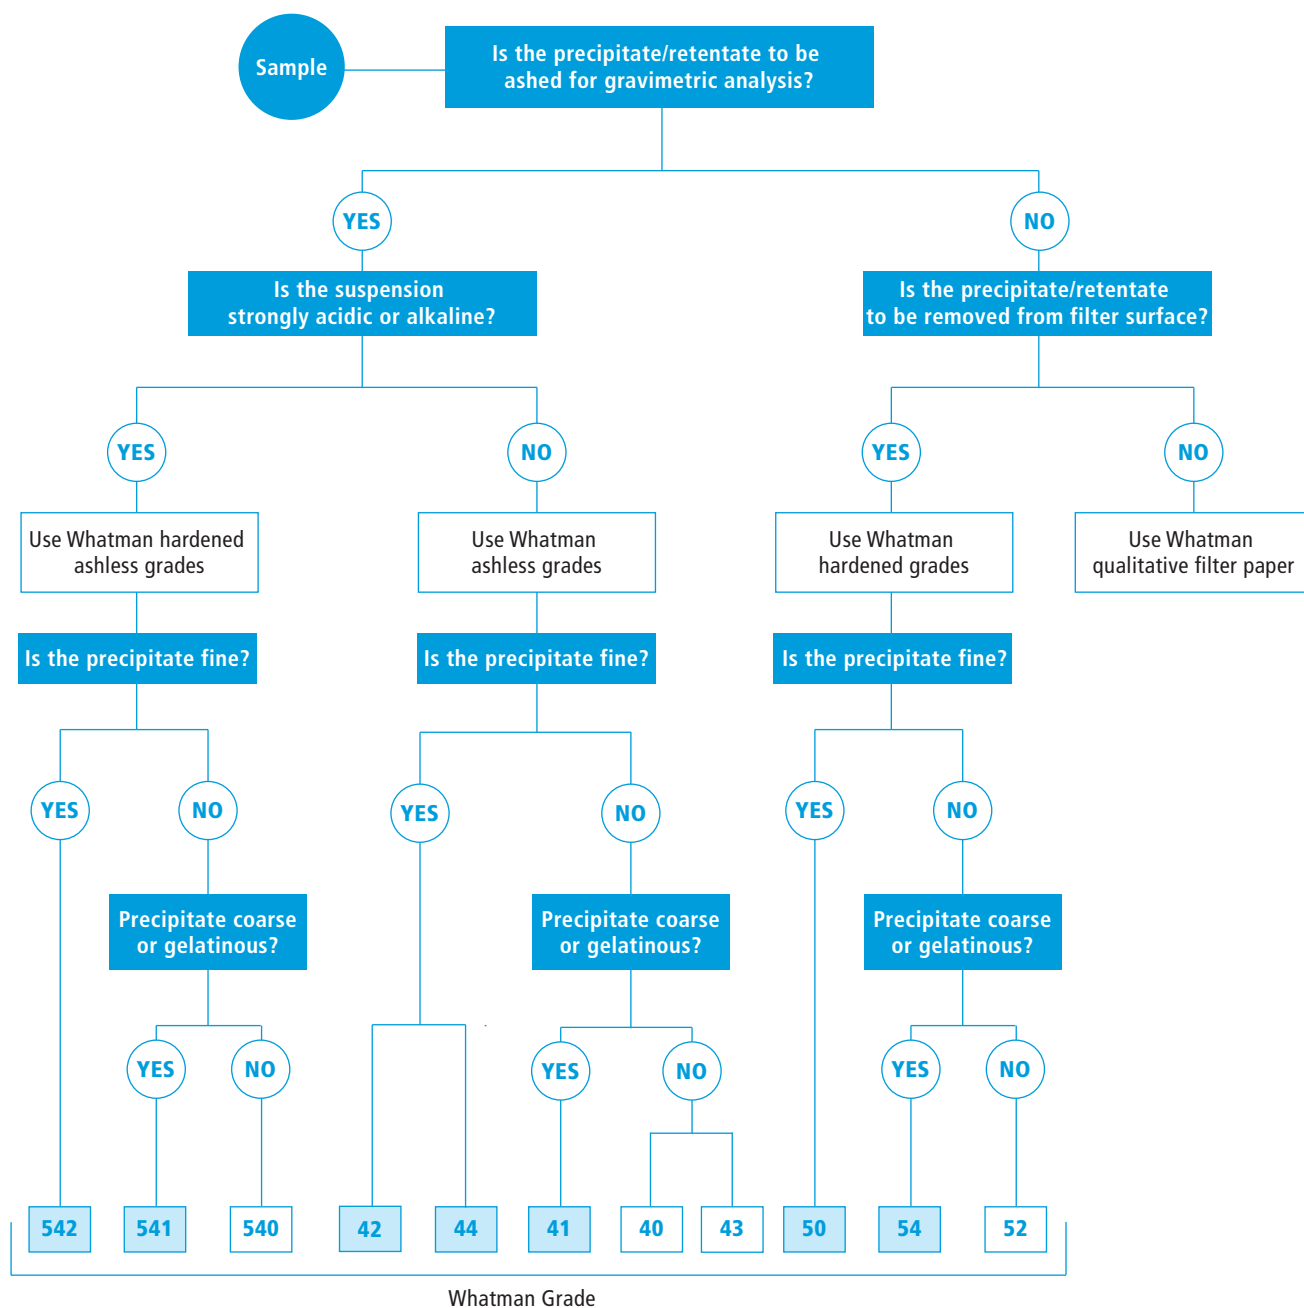 Sample
Is the precipitate/retentate to be
ashed for gravimetric analysis?
YES
NO
Is the suspension
strongly acidic or alkaline?
Is the precipitate/retentate
to be removed from filter surface?
YES
NO
YES
NO
Use Whatman hardened
ashless grades
Use Whatman
ashless grades
Use Whatman
hardened grades
Use Whatman
qualitative filter paper
Is the precipitate fine?
Is the precipitate fine?
Is the precipitate fine?
YES
NO
YES
NO
YES
NO
Precipitate coarse
or gelatinous?
Precipitate coarse
or gelatinous?
Precipitate coarse
or gelatinous?
YES
NO
YES
NO
YES
NO
542
541
540
42
44
41
40
43
50
54
52
Whatman Grade